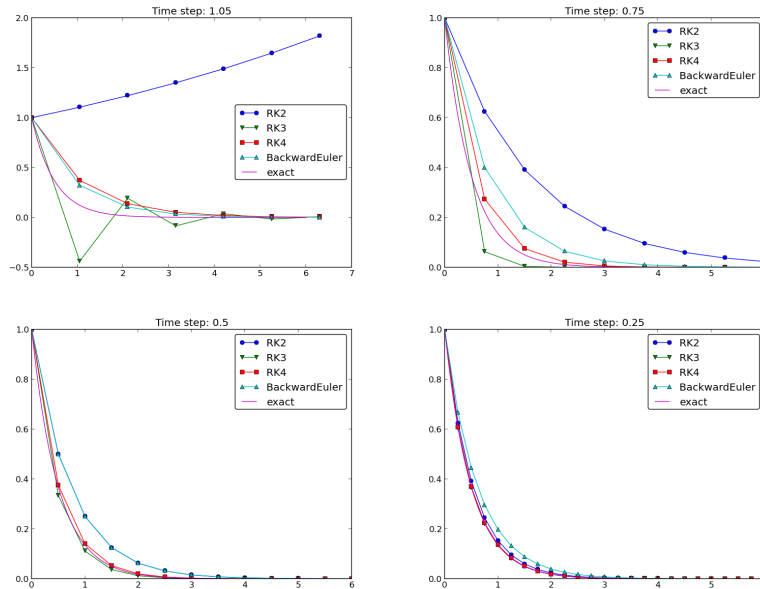 Time step: 1.05
2.0
1.5
1.0
0.5
0.0
−0.5
0 1 2 3 4 5 6 7
RK2
RK3
RK4
BackwardEuler
exact
Time step: 0.75
1.0
0.8
0.6
0.4
0.2
0.0
0 1 2 3 4 5
RK2
RK3
RK4
BackwardEuler
exact
Time step: 0.5
1.0
0.8
0.6
0.4
0.2
0.0
0 1 2 3 4 5 6
RK2
RK3
RK4
BackwardEuler
exact
Time step: 0.25
1.0
0.8
0.6
0.4
0.2
0.0
0 1 2 3 4 5
RK2
RK3
RK4
BackwardEuler
exact